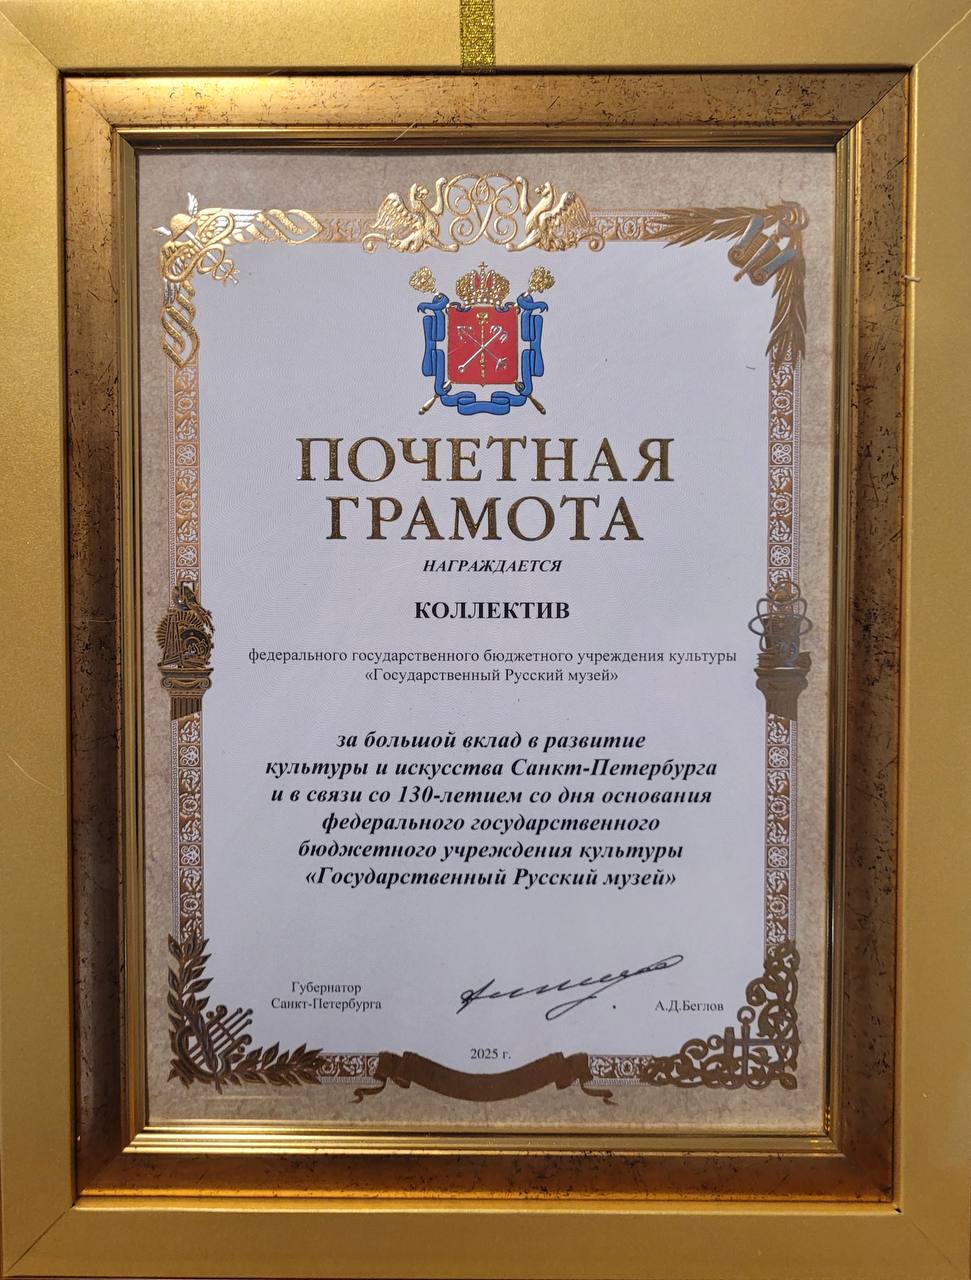 ПОЧЕТНАЯ
ГРАМОТА
НАГРАЖДАЕТСЯ
КОЛЛЕКТИВ
федерального государственного бюджетного учреждения культуры
«Государственный Русский музей»
за большой вклад в развитие
культуры и искусства Санкт-Петербурга
и в связи со 130-летием со дня основания
федерального государственного
бюджетного учреждения культуры
«Государственный Русский музей»
Губернатор
Санкт-Петербурга
А.Д.Беглов
2025 г.